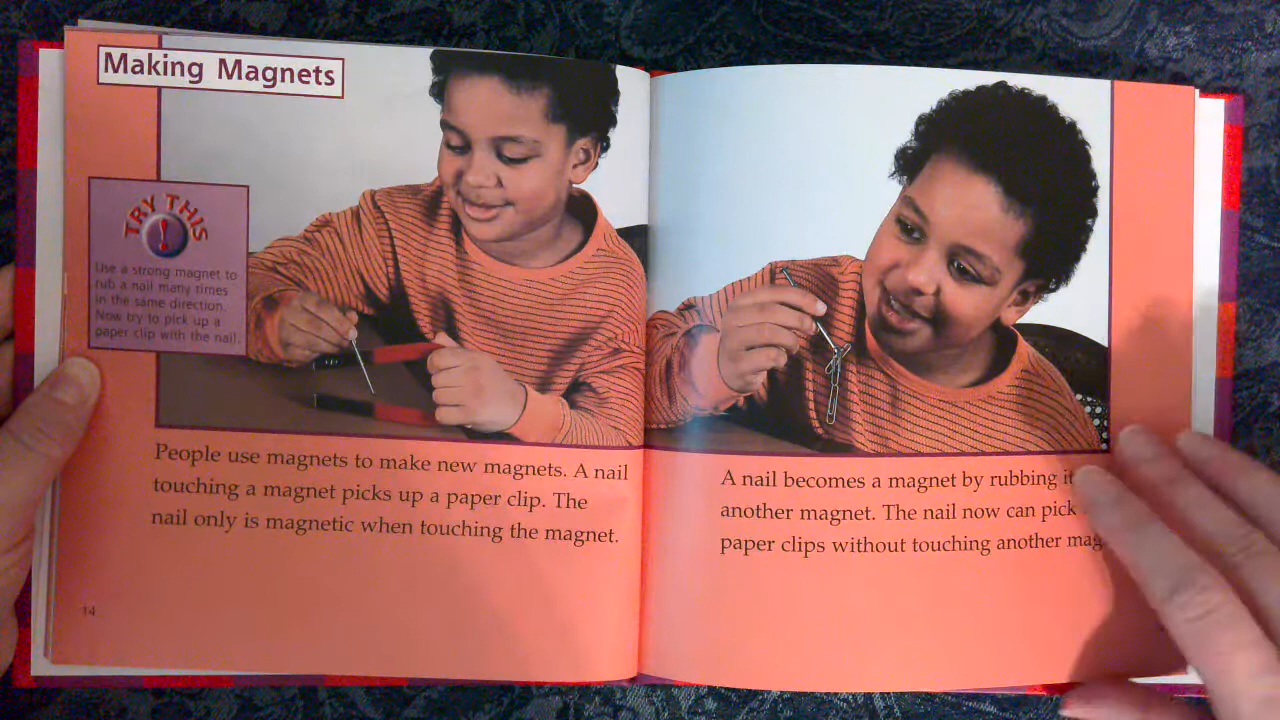 Making Magnets
TRY THIS
!
Use a strong magnet to
rub a nail many times
in the same direction.
Now try to pick up a
paper clip with the nail.
People use magnets to make new magnets. A nail
touching a magnet picks up a paper clip. The
nail only is magnetic when touching the magnet.
14
A nail becomes a magnet by rubbing it
another magnet. The nail now can pick
paper clips without touching another mag